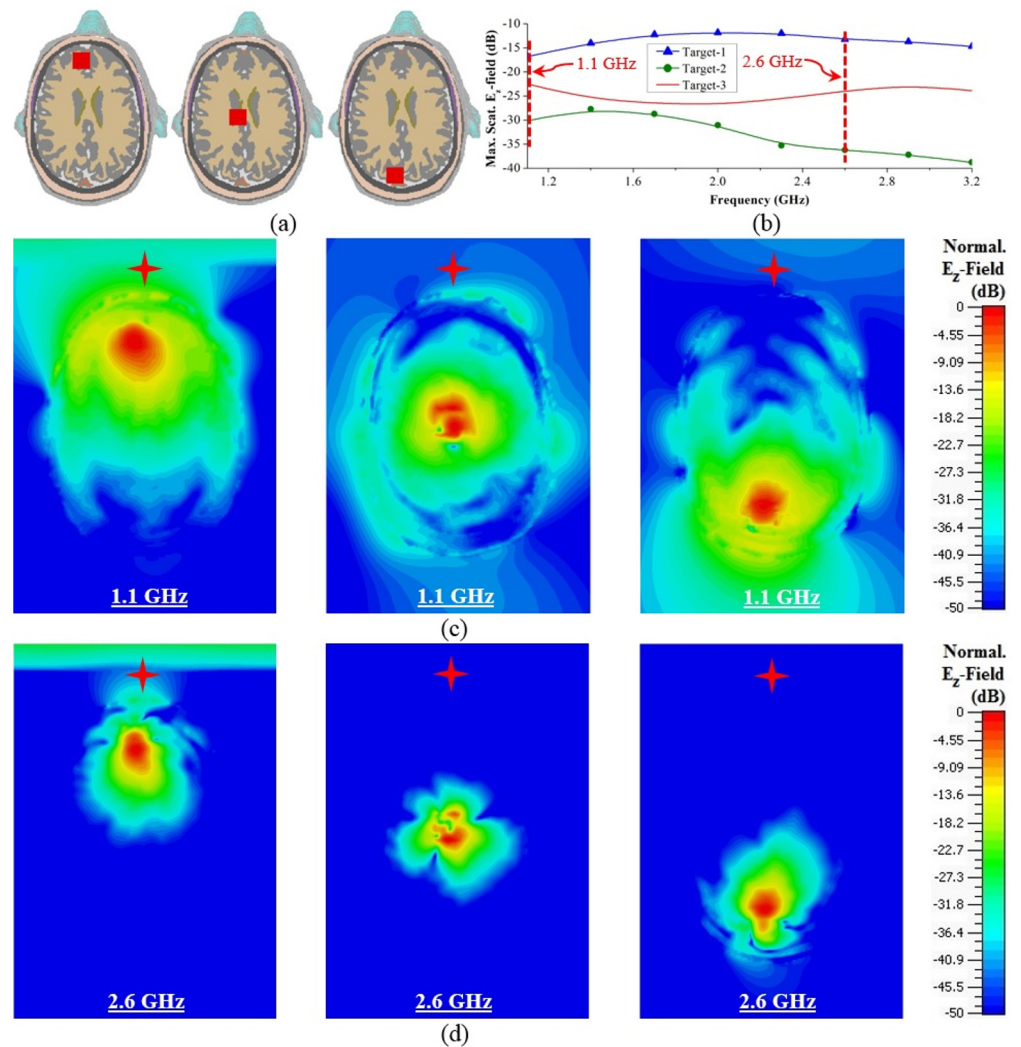 (a)
-10
-15
-20
-25
-30
-35
-40
Max. Scat. Ez-field (dB)
Target-1
Target-2
Target-3
1.1 GHz
2.6 GHz
1.2 1.6 2.0 2.4 2.8 3.2
Frequency (GHz)
(b)
1.1 GHz
1.1 GHz
1.1 GHz
Normal.
Ez-Field
(dB)
0
-4.55
-9.09
-13.6
-18.2
-22.7
-27.3
-31.8
-36.4
-40.9
-45.5
-50
(c)
2.6 GHz
2.6 GHz
2.6 GHz
Normal.
EZ-Field
(dB)
0
-4.55
-9.09
-13.6
-18.2
-22.7
-27.3
-31.8
-36.4
-40.9
-45.5
-50
(d)